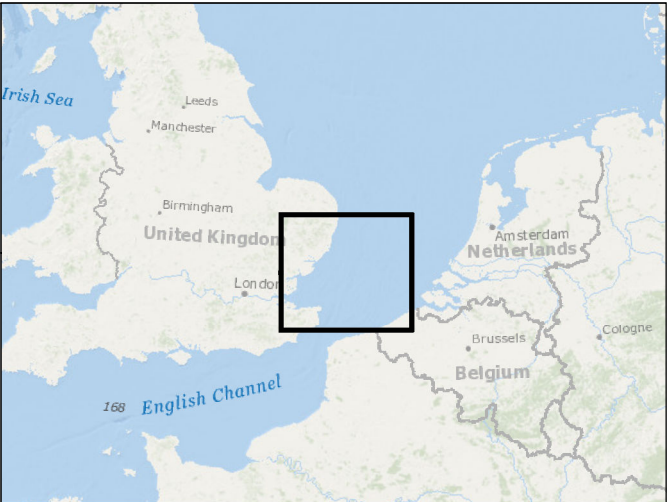 Irish Sea
Leeds
Manchester
Birmingham
United Kingdom
London
Amsterdam
Netherlands
Cologne
Brussels
Belgium
168
English Channel